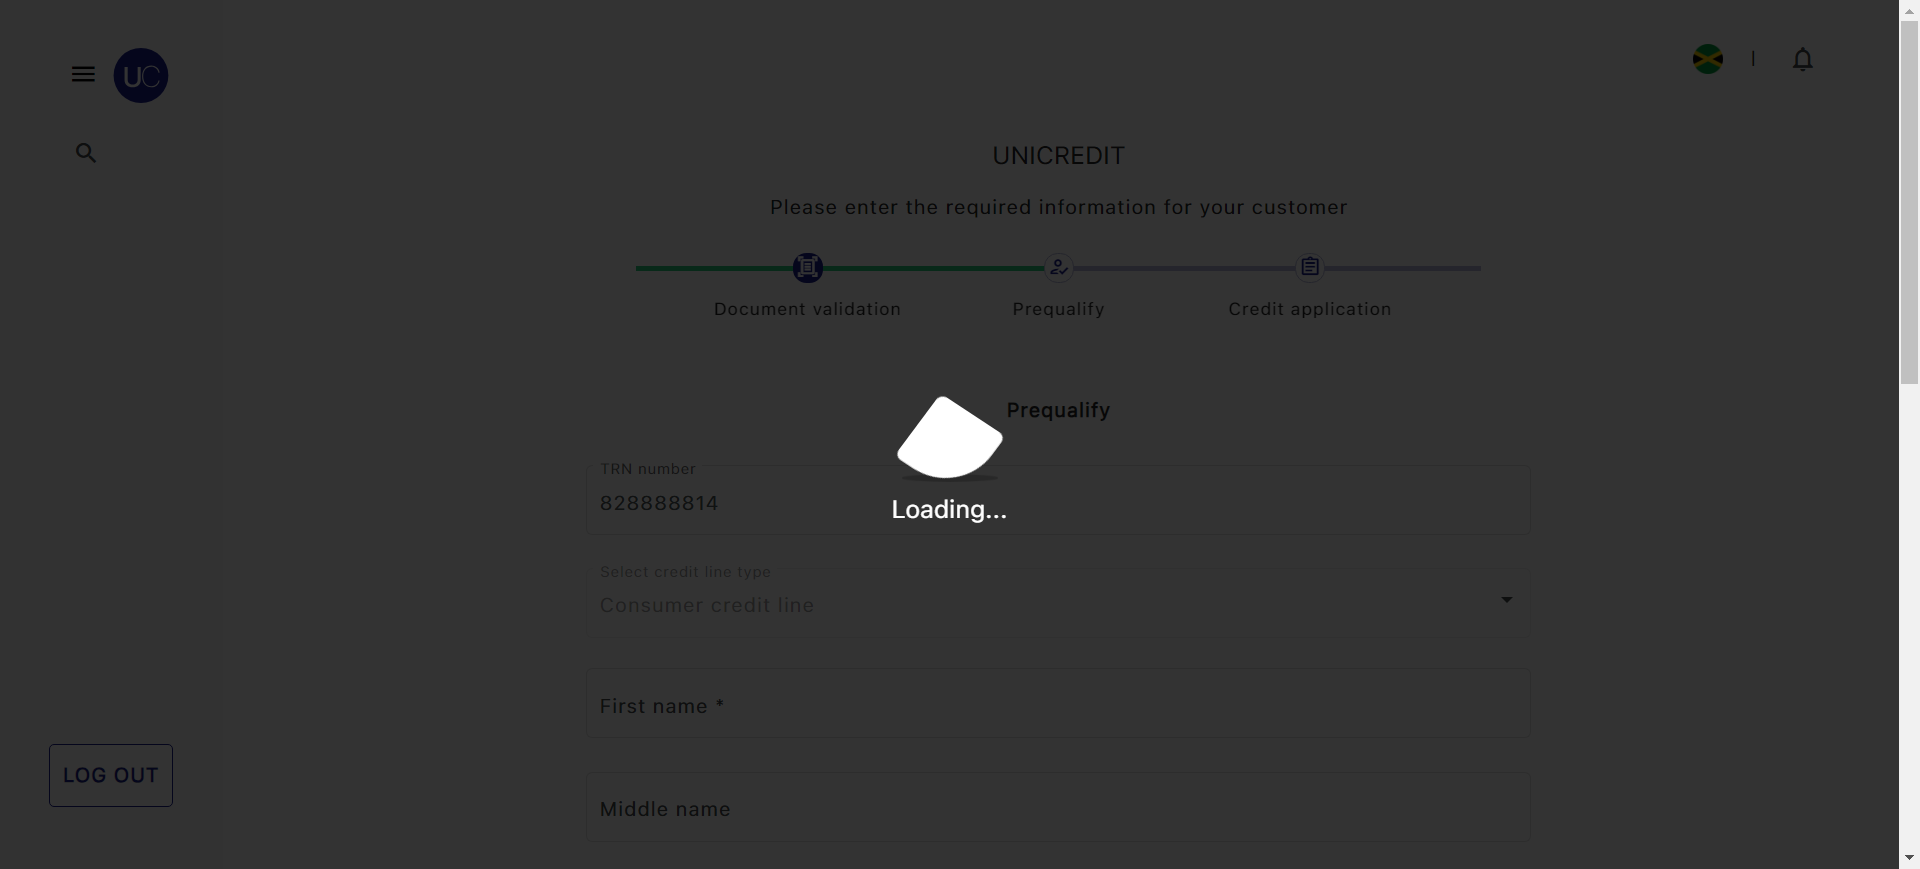 UC
UNICREDIT
Please enter the required information for your customer
Document validation
Prequalify
Credit application
Prequalify
TRN number
828888814
Loading...
Select credit line type
Consumer credit line
First name *
LOG OUT
Middle name